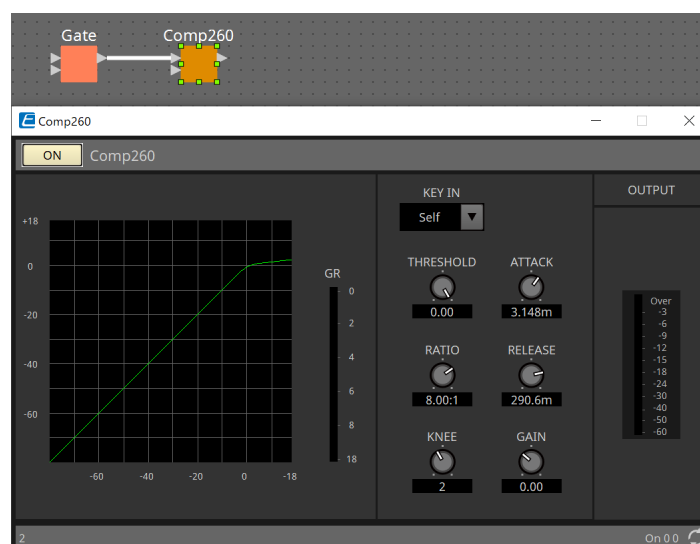 Gate Comp260
E Comp260
ON Comp260
KEY IN
Self
OUTPUT
+18
0
-20
-40
-60
-60 -40 -20 0 -18
GR
0
2
4
6
8
18
THRESHOLD ATTACK
0.00 3.148m
RATIO RELEASE
8.00:1 290.6m
KNEE GAIN
2 0.00
Over
-3
-6
-9
-12
-15
-18
-24
-30
-40
-50
-60
2 On 0 0